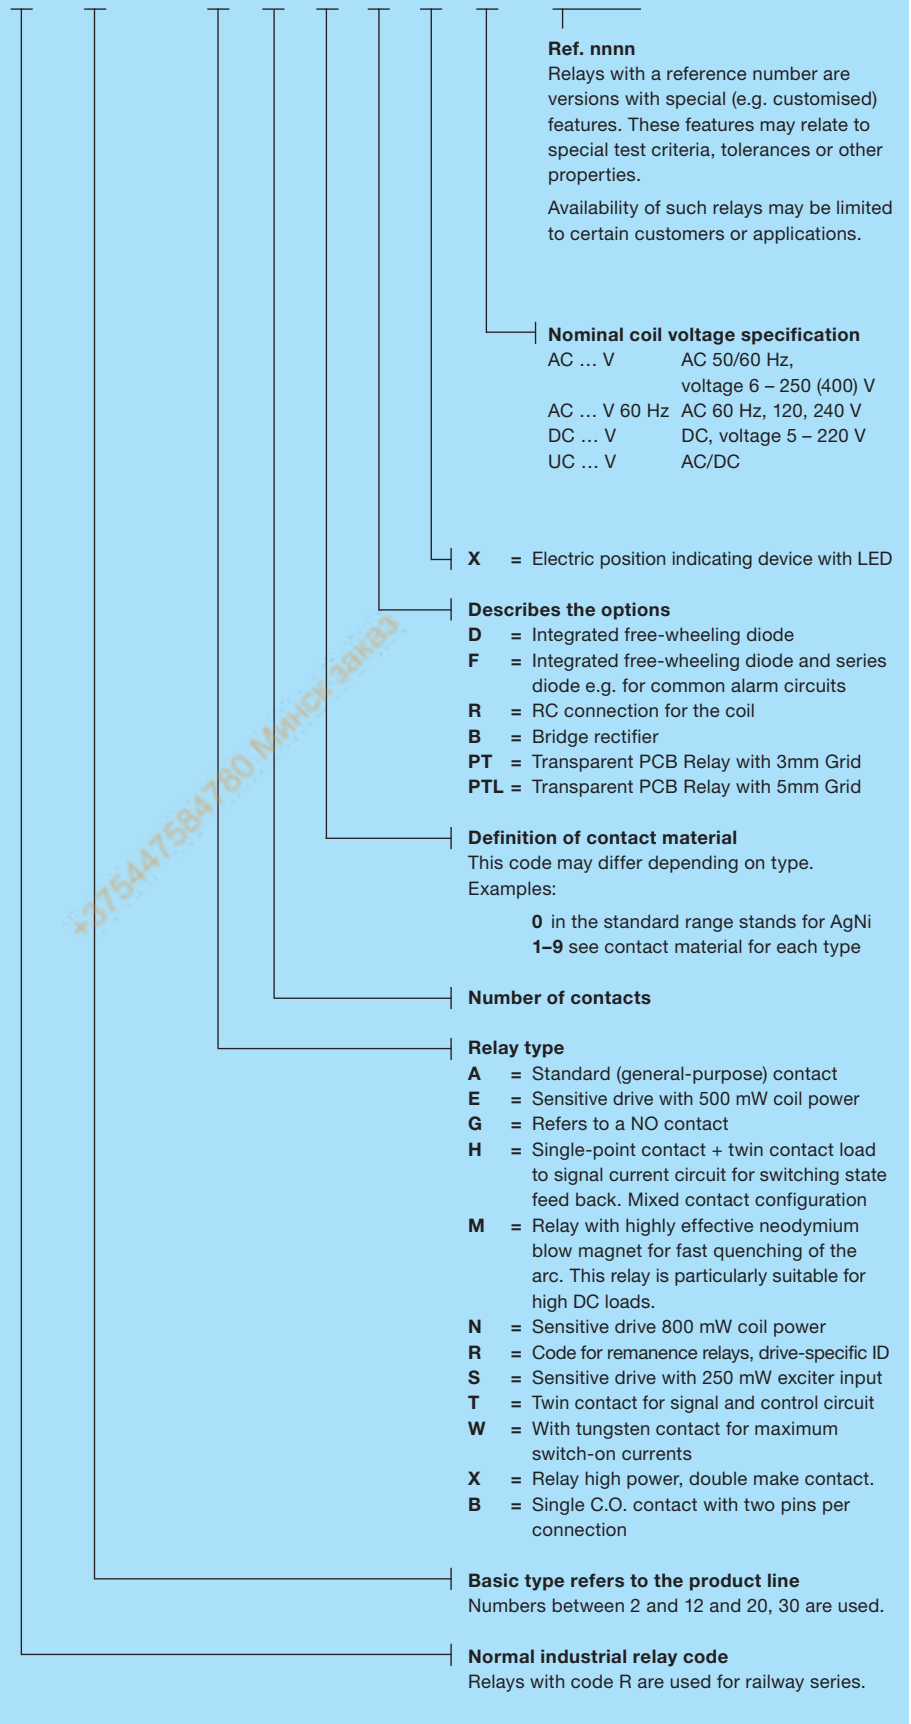 Ref. nnnn
Relays with a reference number are
versions with special (e.g. customised)
features. These features may relate to
special test criteria, tolerances or other
properties.
Availability of such relays may be limited
to certain customers or applications.
Nominal coil voltage specification
AC … V AC 50/60 Hz,
voltage 6 – 250 (400) V
AC … V 60 Hz AC 60 Hz, 120, 240 V
DC … V DC, voltage 5 – 220 V
UC … V AC/DC
X = Electric position indicating device with LED
Describes the options
D = Integrated free-wheeling diode
F = Integrated free-wheeling diode and series
diode e.g. for common alarm circuits
R = RC connection for the coil
B = Bridge rectifier
PT = Transparent PCB Relay with 3mm Grid
PTL = Transparent PCB Relay with 5mm Grid
Definition of contact material
This code may differ depending on type.
Examples:
0 in the standard range stands for AgNi
1–9 see contact material for each type
Number of contacts
Relay type
A = Standard (general-purpose) contact
E = Sensitive drive with 500 mW coil power
G = Refers to a NO contact
H = Single-point contact + twin contact load
to signal current circuit for switching state
feed back. Mixed contact configuration
M = Relay with highly effective neodymium
blow magnet for fast quenching of the
arc. This relay is particularly suitable for
high DC loads.
N = Sensitive drive 800 mW coil power
R = Code for remanence relays, drive-specific ID
S = Sensitive drive with 250 mW exciter input
T = Twin contact for signal and control circuit
W = With tungsten contact for maximum
switch-on currents
X = Relay high power, double make contact.
B = Single C.O. contact with two pins per
connection
Basic type refers to the product line
Numbers between 2 and 12 and 20, 30 are used.
Normal industrial relay code
Relays with code R are used for railway series.
+375447584780 Минск Заказ